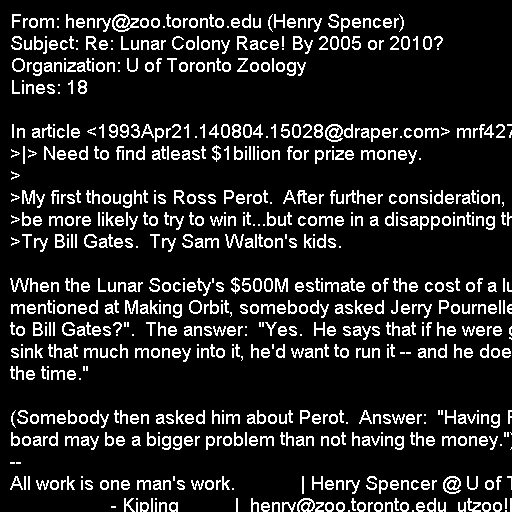 From: henry@zoo.toronto.edu (Henry Spencer)
Subject: Re: Lunar Colony Race! By 2005 or 2010?
Organization: U of Toronto Zoology
Lines: 18
In article <1993Apr21.140804.15028@draper.com> mrf427
>|> Need to find atleast $1billion for prize money.
>
>My first thought is Ross Perot.  After further consideration,
>be more likely to try to win it...but come in a disappointing
>Try Bill Gates.  Try Sam Walton's kids.
When the Lunar Society's $500M estimate of the cost of a
mentioned at Making Orbit, somebody asked Jerry Pournelle
to Bill Gates?".  The answer:  "Yes.  He says that if he were
sink that much money into it, he'd want to run it -- and he
the time."
(Somebody then asked him about Perot.  Answer:  "Having
board may be a bigger problem than not having the money.")
--
All work is one man's work.             | Henry Spencer @ U of
- Kipling           |  henry@zoo.toronto.edu  utzoo!